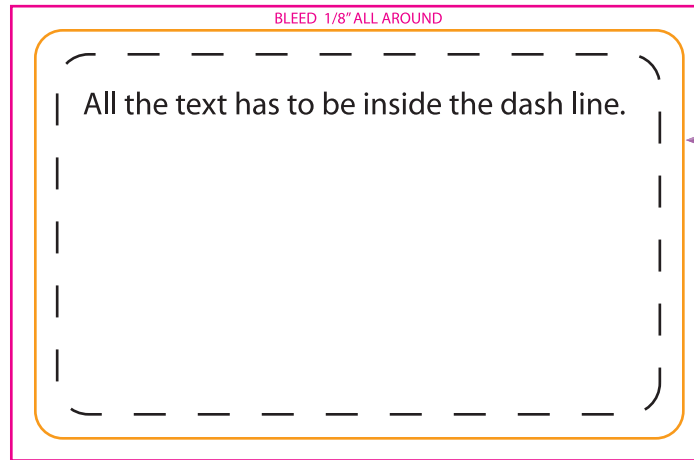 BLEED 1/8" ALL AROUND
All the text has to be inside the dash line.